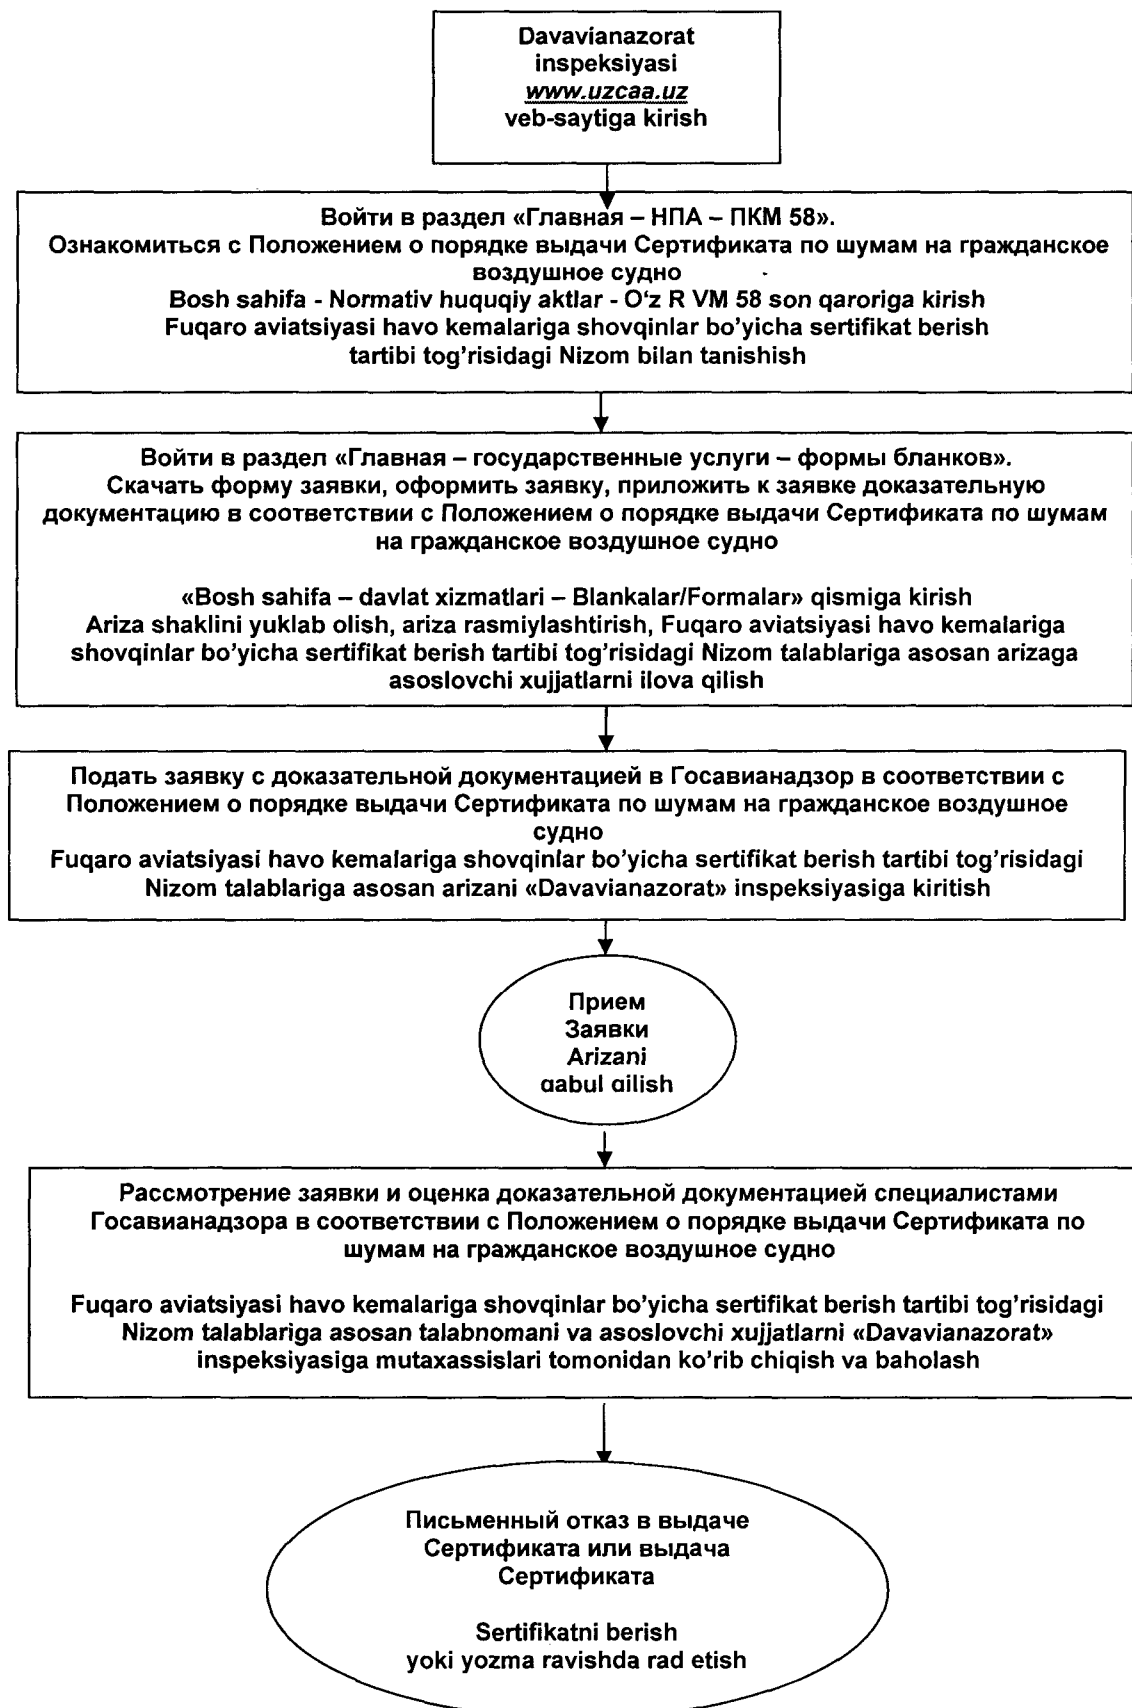 Davavianazorat
inspeksiyasi
www.uzcaa.uz
veb-saytiga kirish
Войти в раздел «Главная – НПА – ПКМ 58».
Ознакомиться с Положением о порядке выдачи Сертификата по шумам на гражданское
воздушное судно
Bosh sahifa - Normativ huquqiy aktlar - O‘z R VM 58 son qaroriga kirish
Fuqaro aviatsiyasi havo kemalariga shovqinlar bo'yicha sertifikat berish
tartibi tog'risidagi Nizom bilan tanishish
Войти в раздел «Главная – государственные услуги – формы бланков».
Скачать форму заявки, оформить заявку, приложить к заявке доказательную
документацию в соответствии с Положением о порядке выдачи Сертификата по шумам
на гражданское воздушное судно
«Bosh sahifa – davlat xizmatlari – Blankalar/Formalar» qismiga kirish
Ariza shaklini yuklab olish, ariza rasmiylashtirish, Fuqaro aviatsiyasi havo kemalariga
shovqinlar bo'yicha sertifikat berish tartibi tog'risidagi Nizom talablariga asosan arizaga
asoslovchi xujjatlarni ilova qilish
Подать заявку с доказательной документацией в Госавианадзор в соответствии с
Положением о порядке выдачи Сертификата по шумам на гражданское воздушное
судно
Fuqaro aviatsiyasi havo kemalariga shovqinlar bo'yicha sertifikat berish tartibi tog'risidagi
Nizom talablariga asosan arizani «Davavianazorat» inspeksiyasiga kiritish
Прием
Заявки
Arizani
qabul qilish
Рассмотрение заявки и оценка доказательной документацией специалистами
Госавианадзора в соответствии с Положением о порядке выдачи Сертификата по
шумам на гражданское воздушное судно
Fuqaro aviatsiyasi havo kemalariga shovqinlar bo'yicha sertifikat berish tartibi tog'risidagi
Nizom talablariga asosan talabnomani va asoslovchi xujjatlarni «Davavianazorat»
inspeksiyasiga mutaxassislari tomonidan ko'rib chiqish va baholash
Письменный отказ в выдаче
Сертификата или выдача
Сертификата
Sertifikatni berish
yoki yozma ravishda rad etish